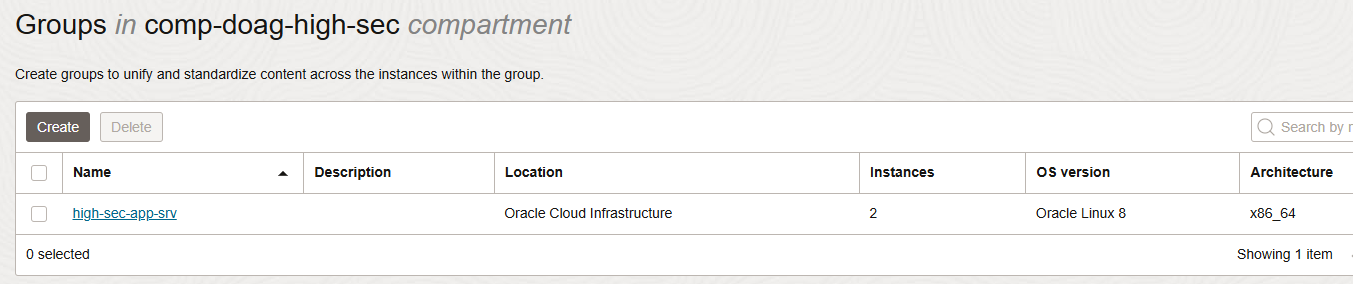 Groups in comp-doag-high-sec compartment
Create groups to unify and standardize content across the instances within the group.
Create Delete Search by
Name Description Location Instances OS version Architecture
high-sec-app-srv Oracle Cloud Infrastructure 2 Oracle Linux 8 x86_64
0 selected Showing 1 item